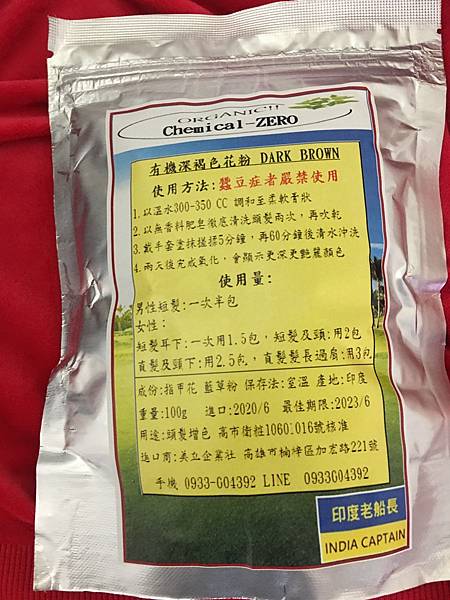 ORGANIC!!
Chemical-ZERO
有機深褐色花粉 DARK BROWN
使用方法:蠶豆症者嚴禁使用
1. 以溫水300-350 CC 調和至柔軟膏狀
2. 以無香料肥皂徹底清洗頭髮兩次，再吹乾
3. 戴手套塗抹搓揉5分鐘，再60分鐘後清水沖洗
4. 兩天後完成氧化，會顯示更深更艷麗顏色
使用量:
男性短髮:一次半包
女性:
短髮耳下:一次用1.5包，短髮及頸:用2包
直髮及頸下:用2.5包，直髮髮長過肩:用3包
成份:指甲花 藍草粉 保存法:室溫 產地:印度
重量:100g 進口:2020/6 最佳期限:2023/6
用途:頭髮增色 高市衛粧1060016號核准
進口商:美立企業社 高雄市楠梓區加宏路221號
手機 0933-604392 LINE 0933604392
印度老船長
INDIA CAPTAIN